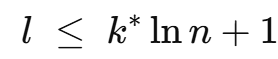 l ≤ k* ln n + 1